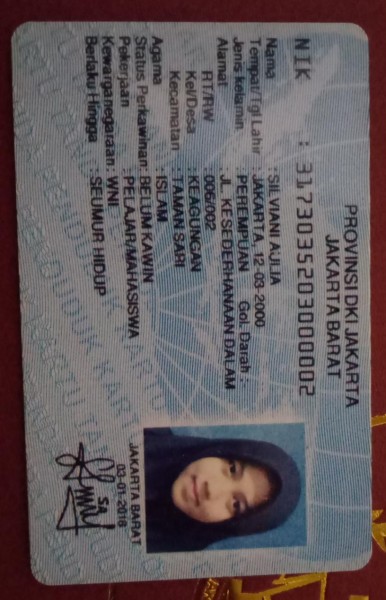 PROVINSI DKI JAKARTA
JAKARTA BARAT
NIK : 3173035203000002
Nama : SILVIANI AJLIA
Tempat/Tgl Lahir : JAKARTA, 12-03-2000
Jenis kelamin : PEREMPUAN Gol. Darah : -
Alamat : JL. KESEDERHANAAN DALAM
RT/RW : 006/002
Kel/Desa : KEAGUNGAN
Kecamatan : TAMAN SARI
Agama : ISLAM
Status Perkawinan: BELUM KAWIN
Pekerjaan : PELAJAR/MAHASISWA
Kewarganegaraan: WNI
Berlaku Hingga : SEUMUR HIDUP
JAKARTA BARAT
03-01-2018